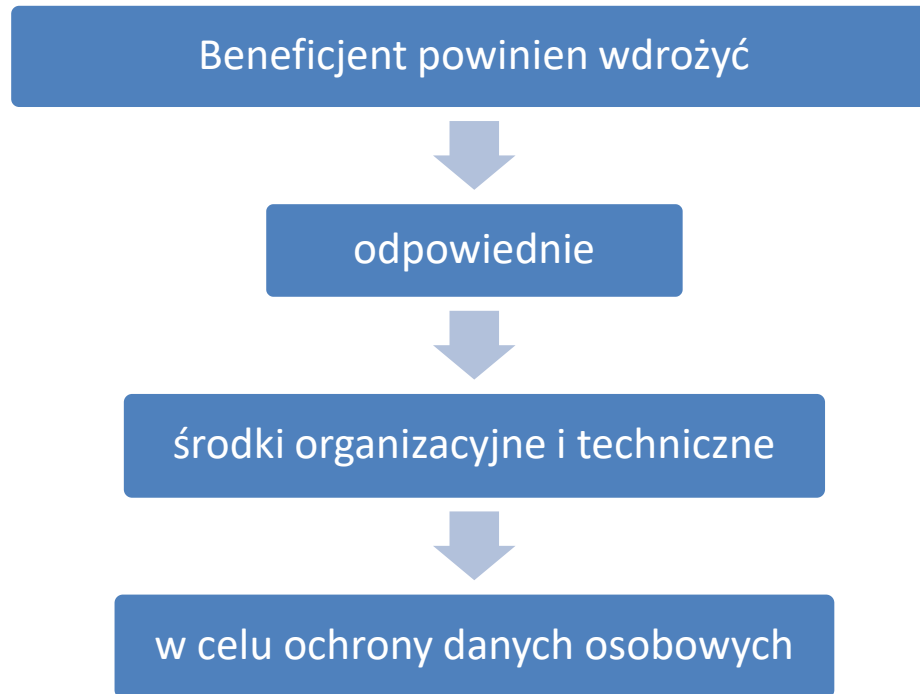 Beneficjent powinien wdrożyć
odpowiednie
środki organizacyjne i techniczne
w celu ochrony danych osobowych